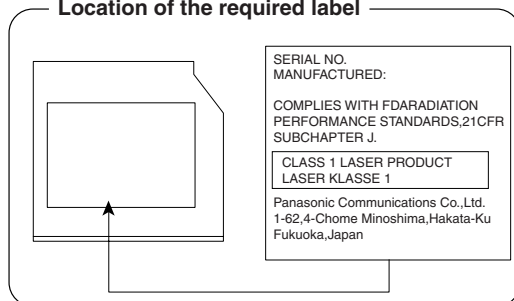 Location of the required label
SERIAL NO.
MANUFACTURED:
COMPLIES WITH FDARADIATION
PERFORMANCE STANDARDS,21CFR
SUBCHAPTER J.
CLASS 1 LASER PRODUCT
LASER KLASSE 1
Panasonic Communications Co.,Ltd.
1-62,4-Chome Minoshima,Hakata-Ku
Fukuoka,Japan